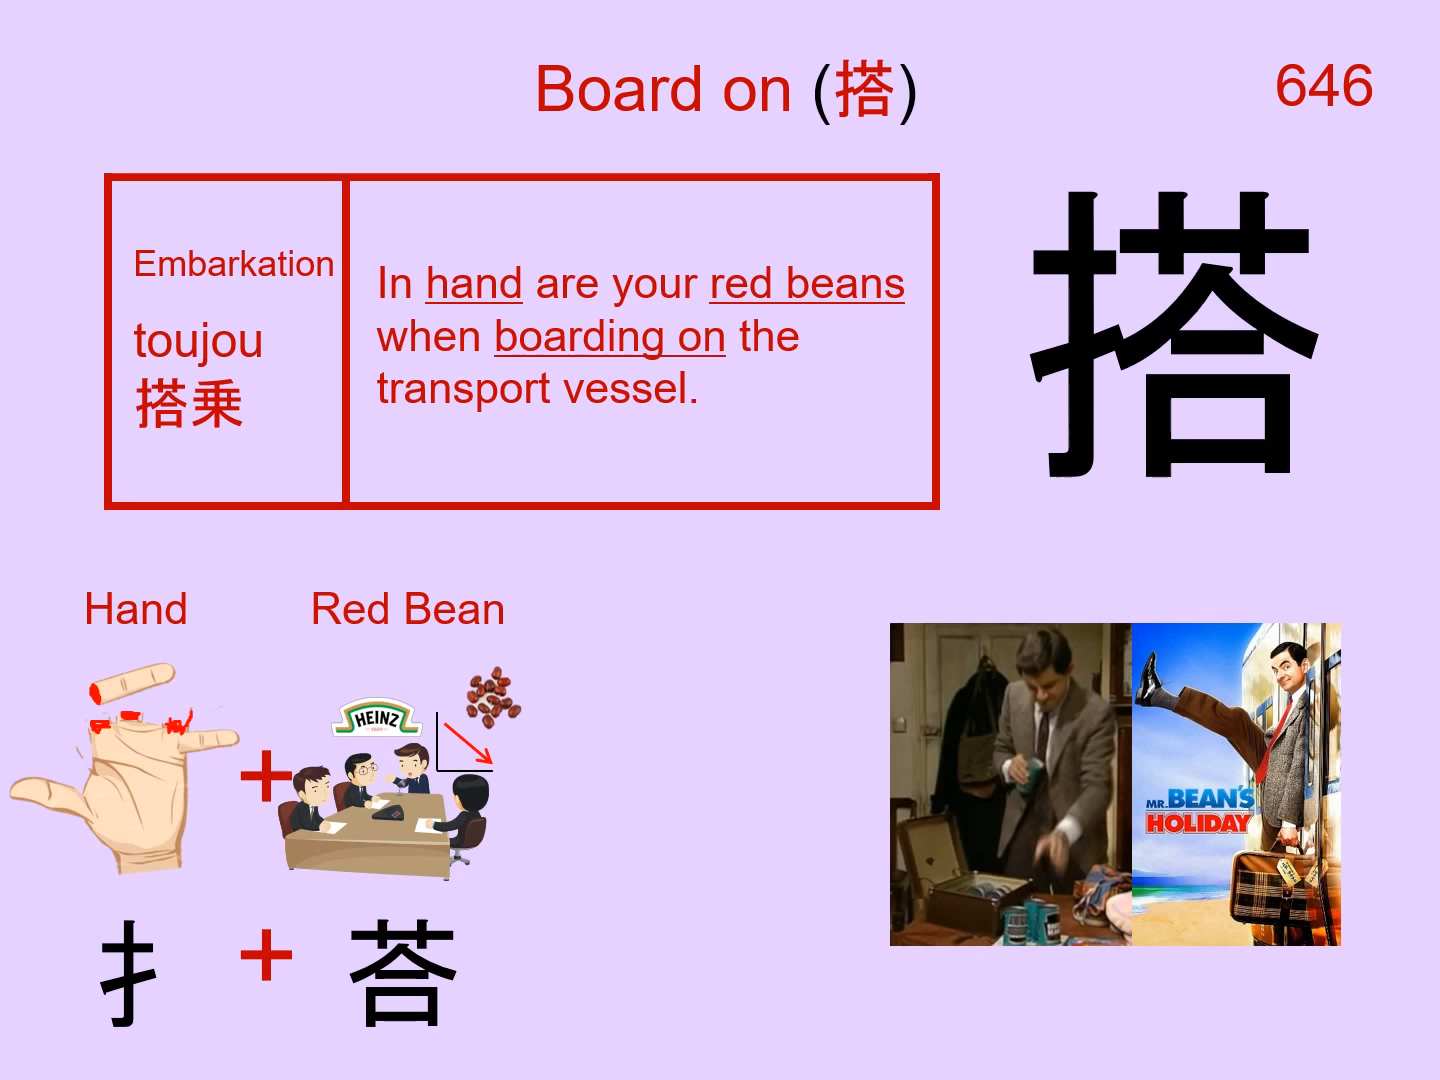 Board on (搭)
646
Embarkation
toujou
搭乗
In hand are your red beans
when boarding on the
transport vessel.
搭
Hand
Red Bean
HEINZ
MR. BEAN'S
HOLIDAY
+
扌 + 荅